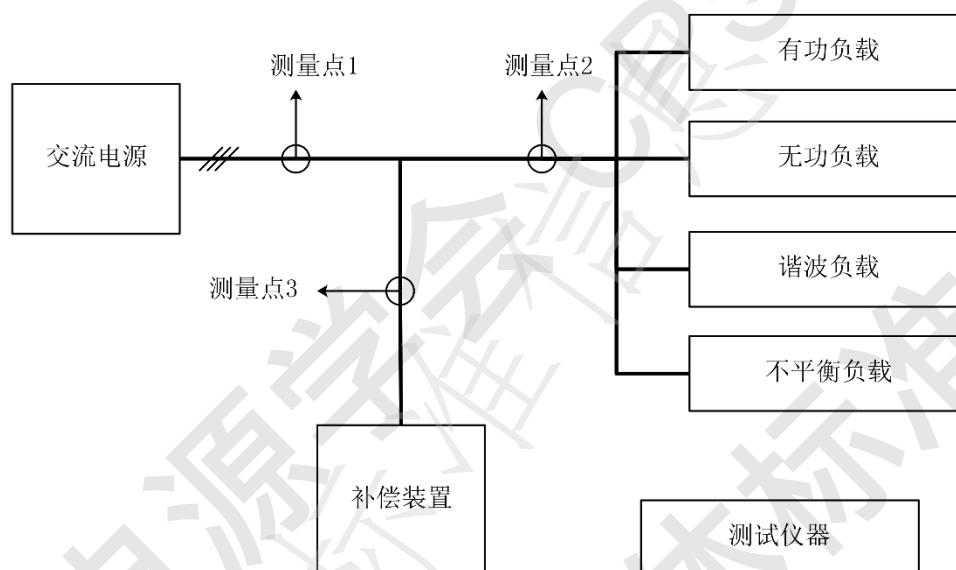 有功负载
测量点1
测量点2
交流电源
无功负载
谐波负载
测量点3
不平衡负载
补偿装置
测试仪器